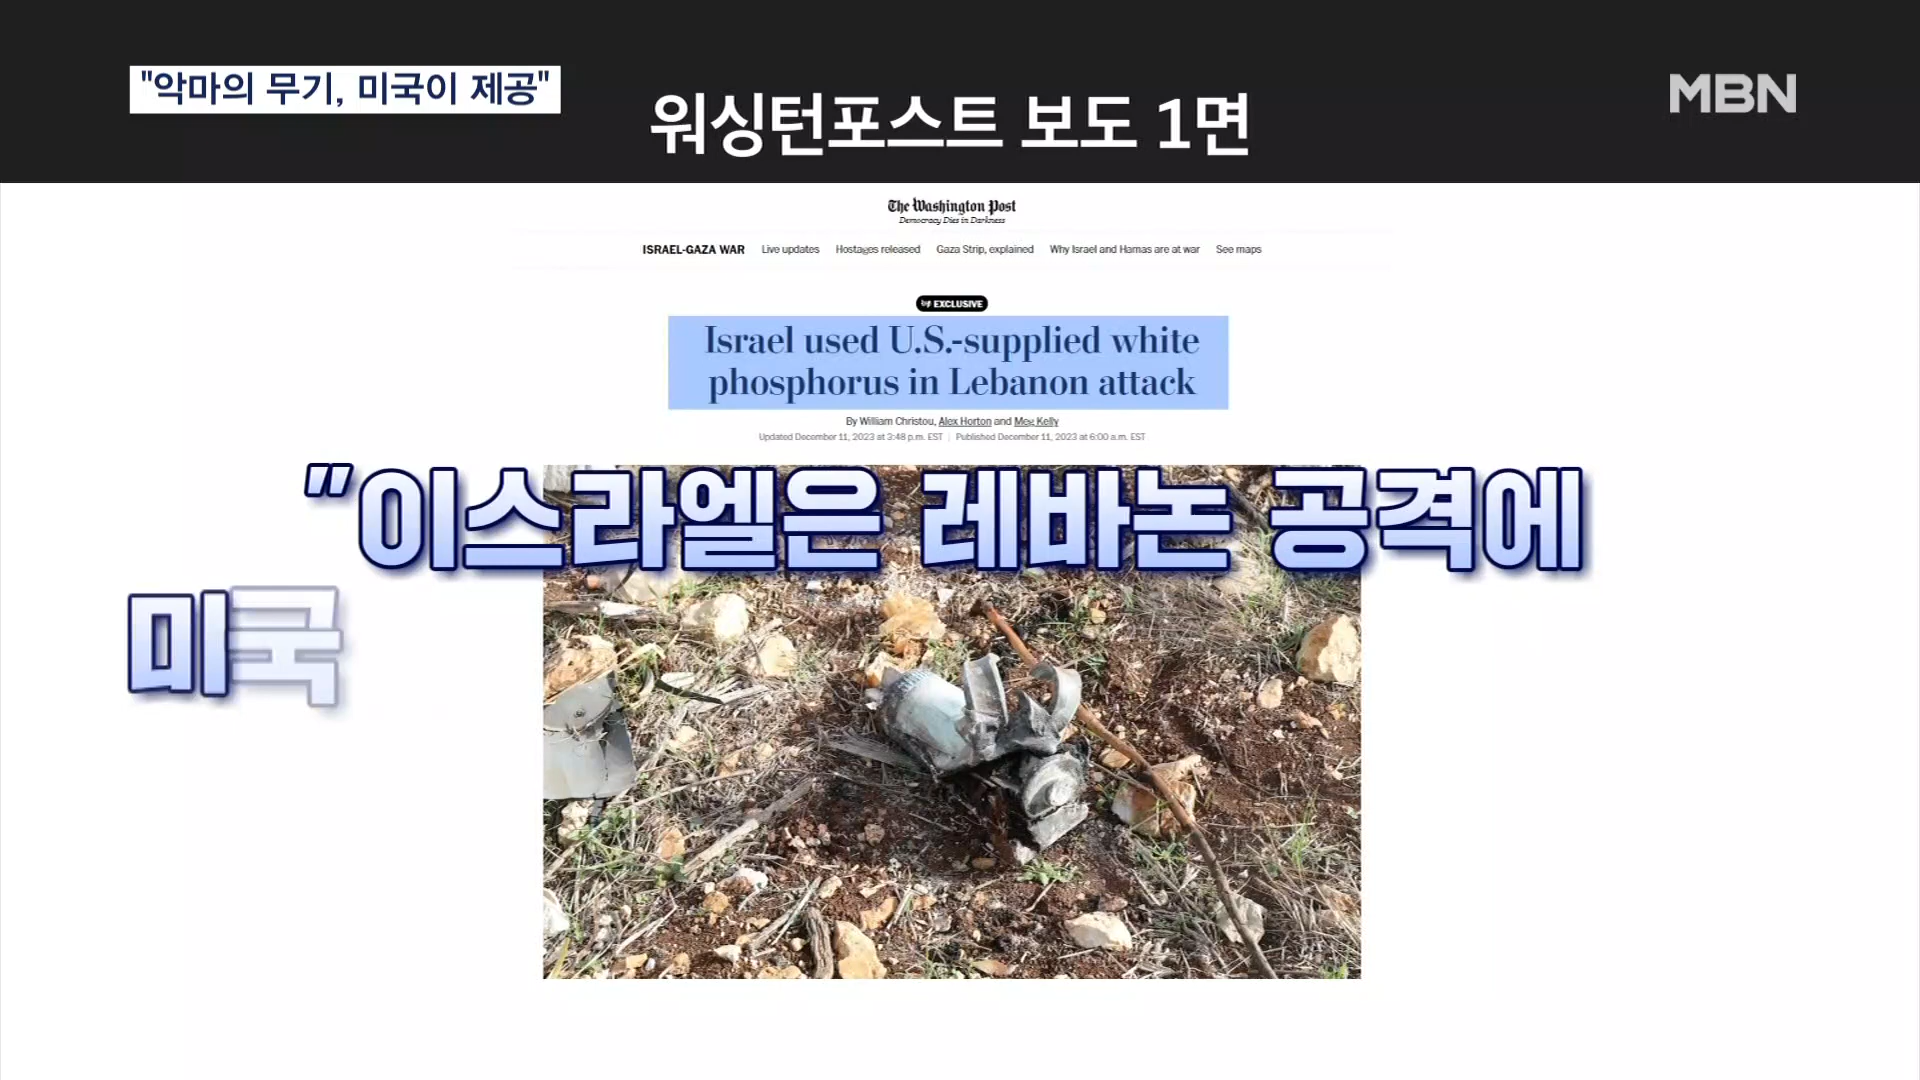 "악마의 무기, 미국이 제공"
워싱턴포스트 보도 1면
MBN
The Washington Post
Democracy Dies in Darkness
ISRAEL-GAZA WAR Live updates Hostages released Gaza Strip, explained Why Israel and Hamas are at war See maps
EXCLUSIVE
Israel used U.S.-supplied white
phosphorus in Lebanon attack
By William Christou, Alex Horton and Meg Kelly
Updated December 11, 2023 at 3:48 p.m. EST | Published December 11, 2023 at 6:00 a.m. EST
"이스라엘은 레바논 공격에
미국